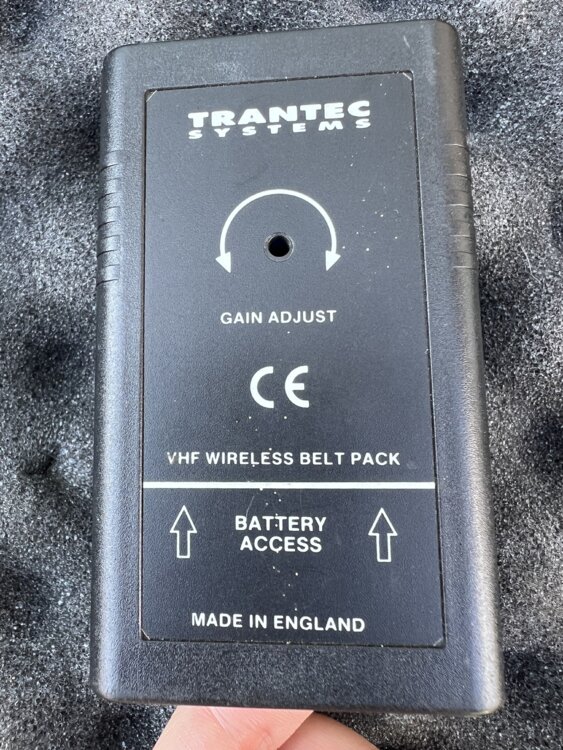 TRANTEC
SYSTEMS
GAIN ADJUST
CE
VHF WIRELESS BELT PACK
BATTERY
ACCESS
MADE IN ENGLAND